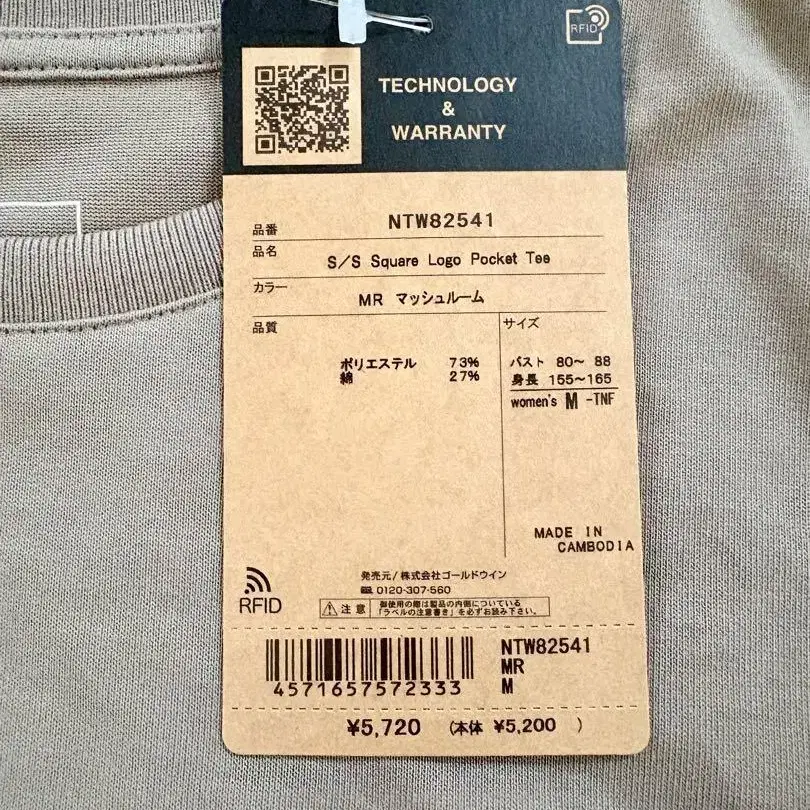 RFID
TECHNOLOGY
&
WARRANTY
品番 NTW82541
品名 S/S Square Logo Pocket Tee
カラー MR マッシュルーム
品質
ポリエステル 73%
綿 27%
サイズ
バスト 80~ 88
身長 155~165
women's M -TNF
MADE IN
CAMBODIA
RFID
発売元/株式会社ゴールドウイン
0120-307-560
注意 御使用の際は製品の内側についている
「ラベルの注意書き」を必ずお読み下さい。
4571657572333
NTW82541
MR
M
¥5,720 (本体 ¥5,200 )